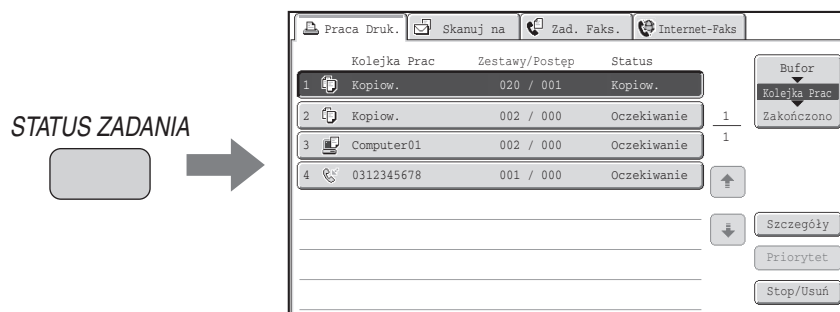 STATUS ZADANIA
Praca Druk. Skanuj na Zad. Faks. Internet-Faks
Kolejka Prac Zestawy/Postęp Status
1 Kopiow. 020 / 001 Kopiow.
2 Kopiow. 002 / 000 Oczekiwanie
3 Computer01 002 / 000 Oczekiwanie
4 0312345678 001 / 000 Oczekiwanie
1
1
Bufor
Kolejka Prac
Zakończono
Szczegóły
Priorytet
Stop/Usuń